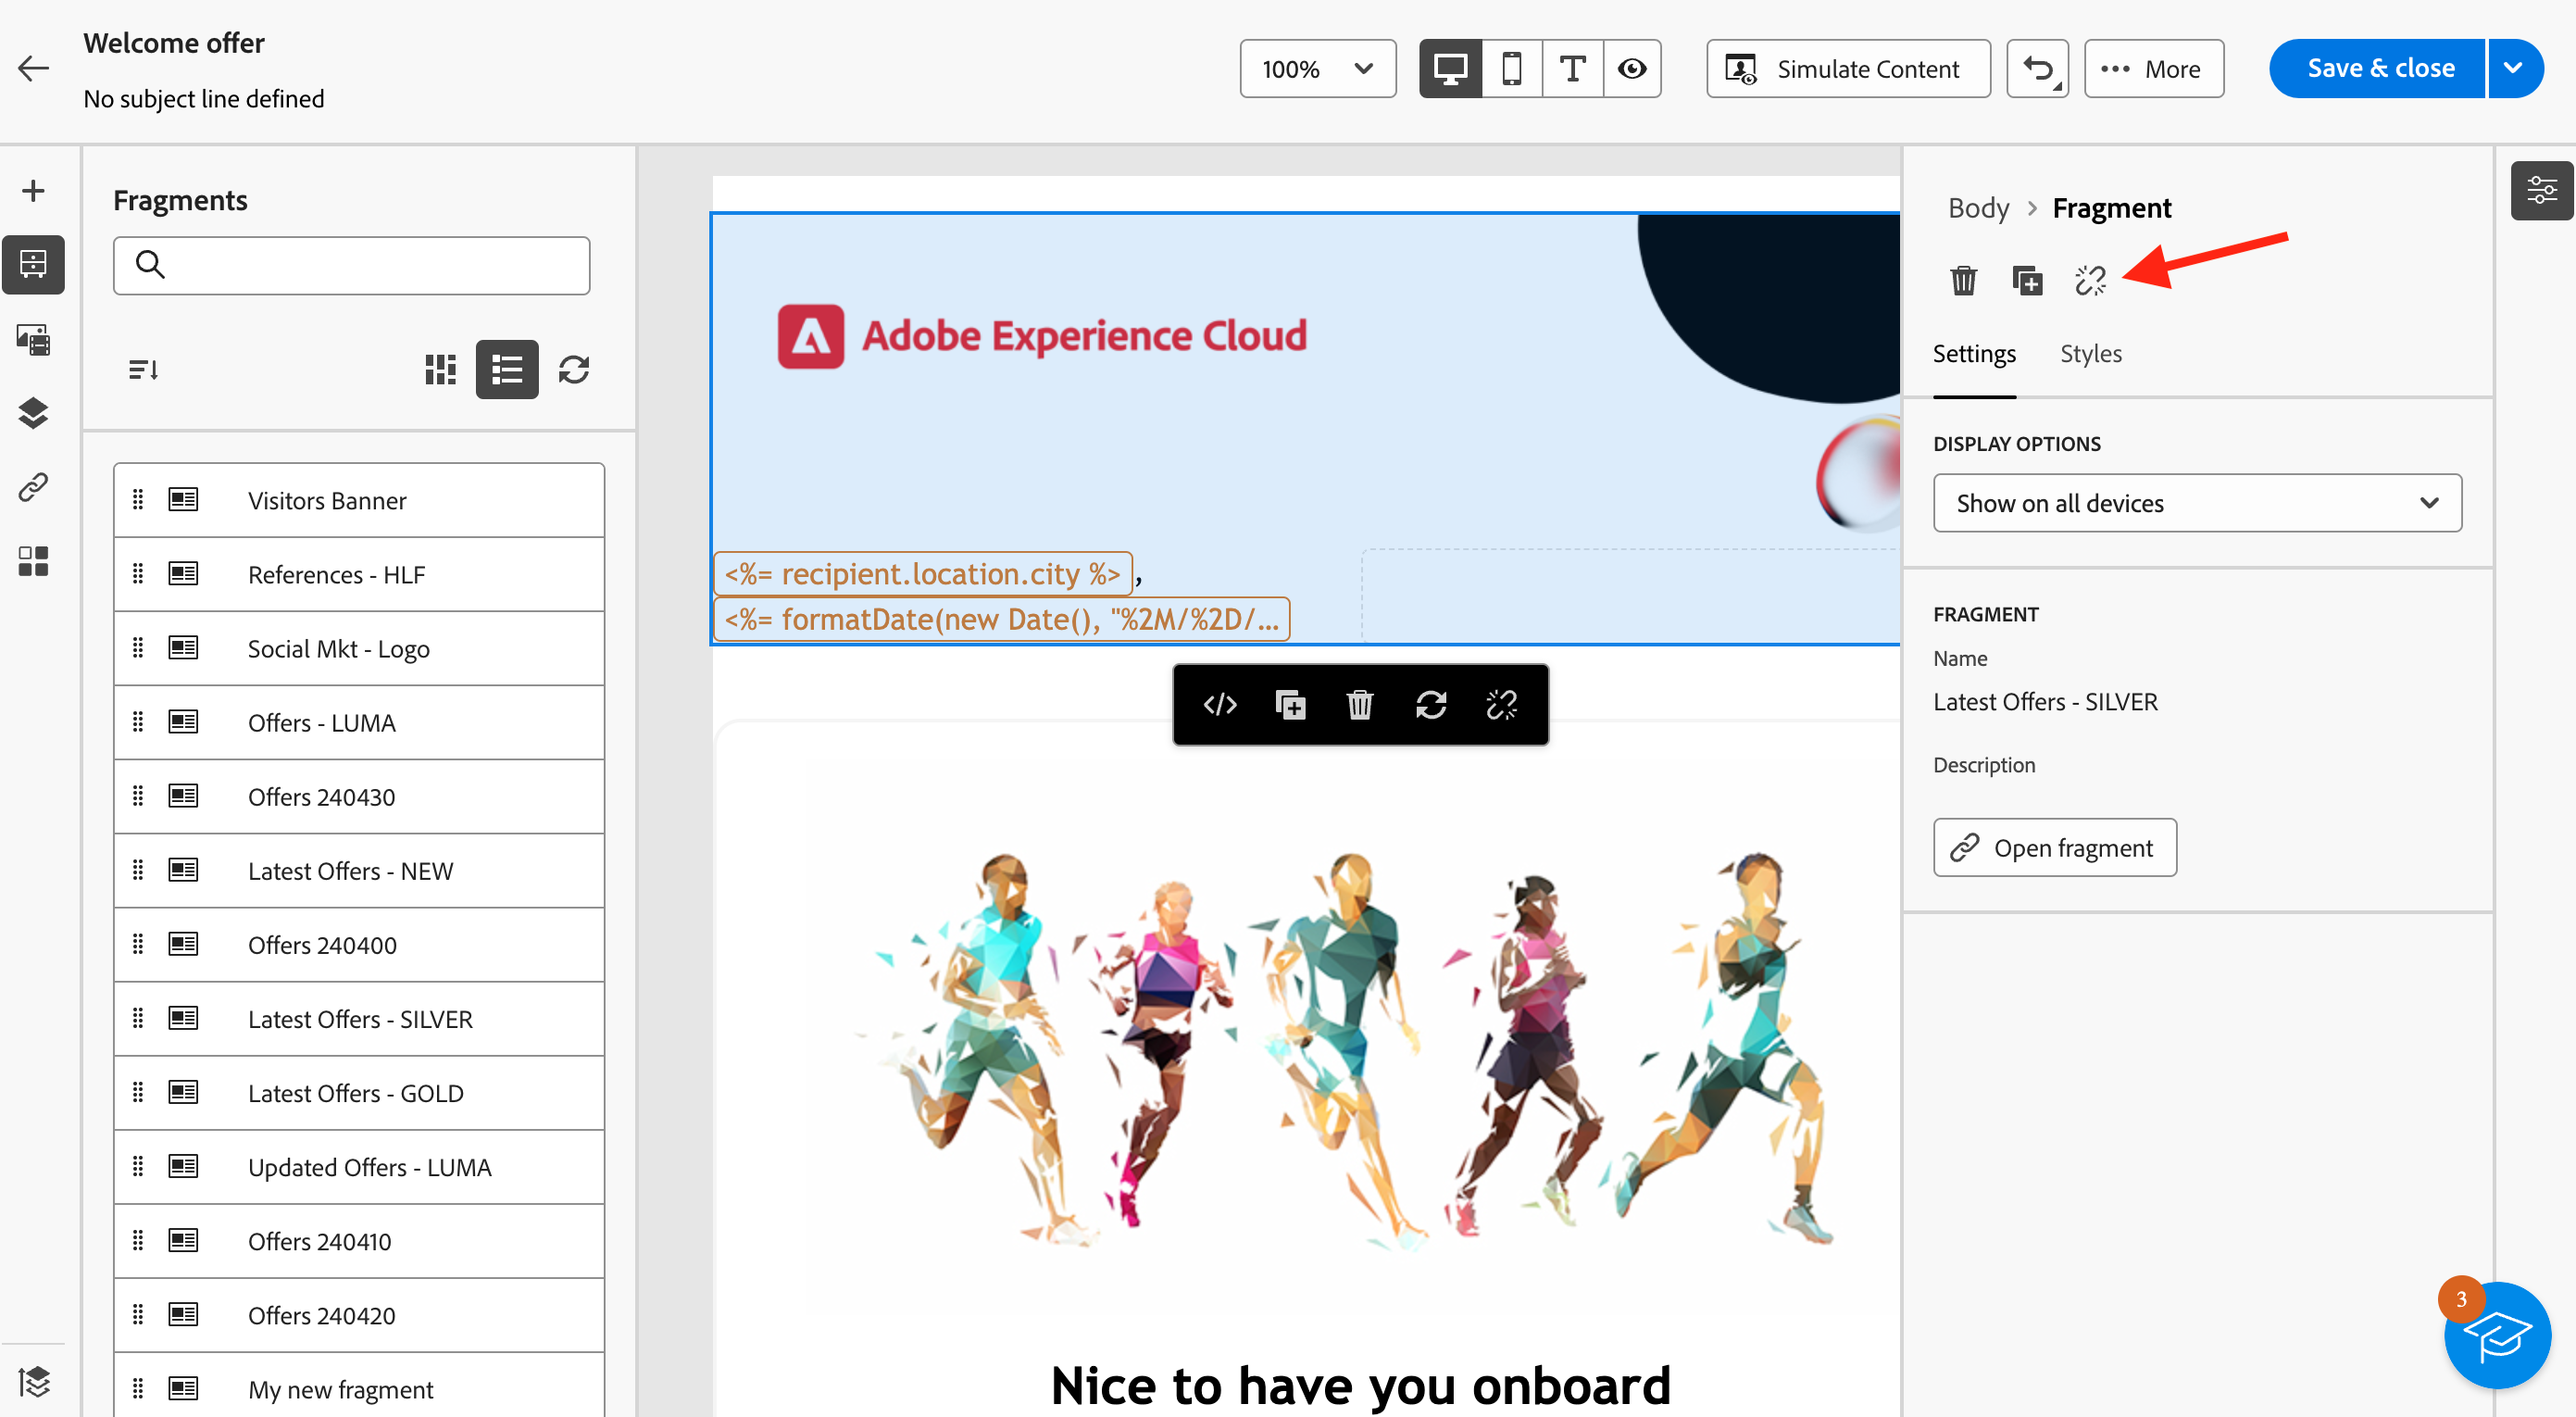 Welcome offer
No subject line defined
100%
Simulate Content
More
Save & close
Fragments
Visitors Banner
References - HLF
Social Mkt - Logo
Offers - LUMA
Offers 240430
Latest Offers - NEW
Offers 240400
Latest Offers - SILVER
Latest Offers - GOLD
Updated Offers - LUMA
Offers 240410
Offers 240420
My new fragment
Adobe Experience Cloud
<%= recipient.location.city %> ,
<%= formatDate(new Date(), "%2M/%2D/...
Nice to have you onboard
Body > Fragment
Settings Styles
DISPLAY OPTIONS
Show on all devices
FRAGMENT
Name
Latest Offers - SILVER
Description
Open fragment
3